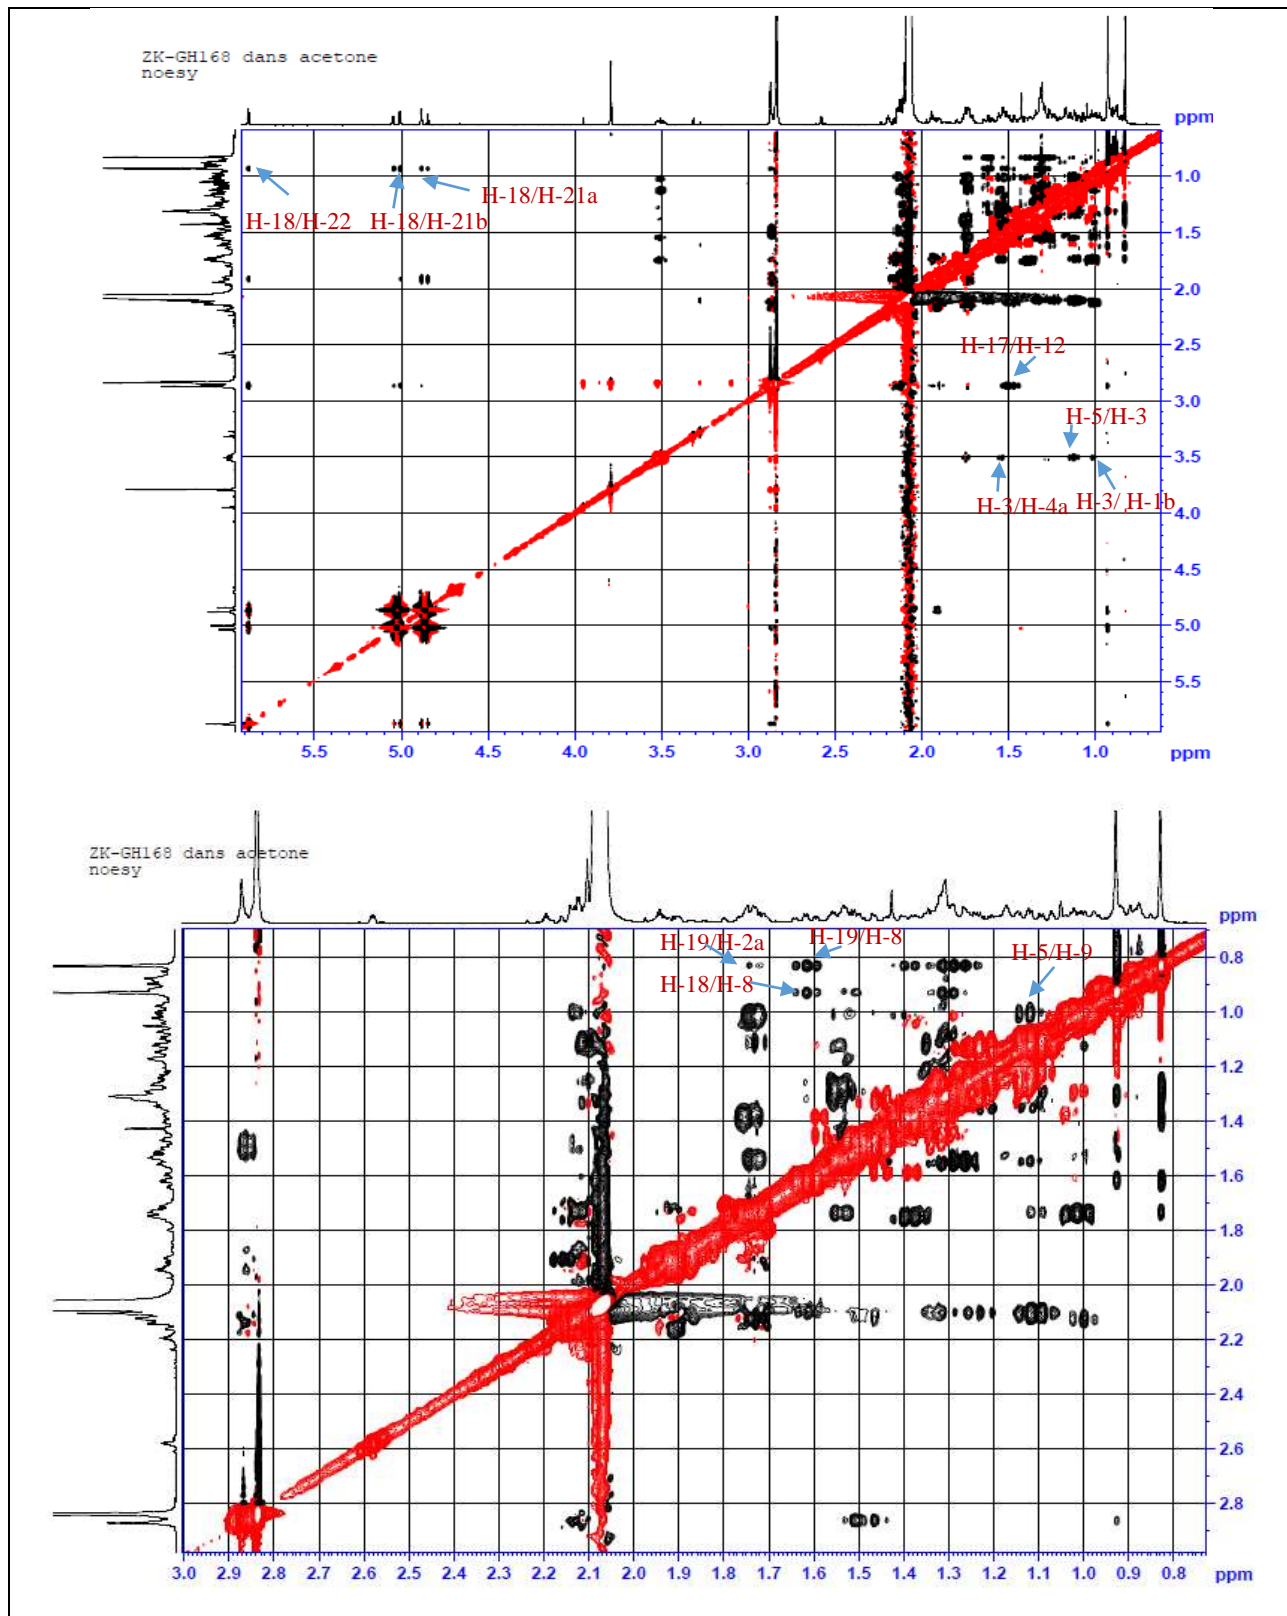 ZK-GH168 dans acetone
noesy
ppm
1.0
H-18/H-21a
H-18/H-22 H-18/H-21b
1.5
2.0
H-17/H-12
2.5
3.0
H-5/H-3
3.5
H-3/H-4a H-3/ H-1b
4.0
4.5
5.0
5.5
5.5 5.0 4.5 4.0 3.5 3.0 2.5 2.0 1.5 1.0 ppm
ZK-GH168 dans acetone
noesy
ppm
H-19/H-2a H-19/H-8 H-5/H-9
0.8
H-18/H-8
1.0
1.2
1.4
1.6
1.8
2.0
2.2
2.4
2.6
2.8
3.0 2.9 2.8 2.7 2.6 2.5 2.4 2.3 2.2 2.1 2.0 1.9 1.8 1.7 1.6 1.5 1.4 1.3 1.2 1.1 1.0 0.9 0.8 ppm